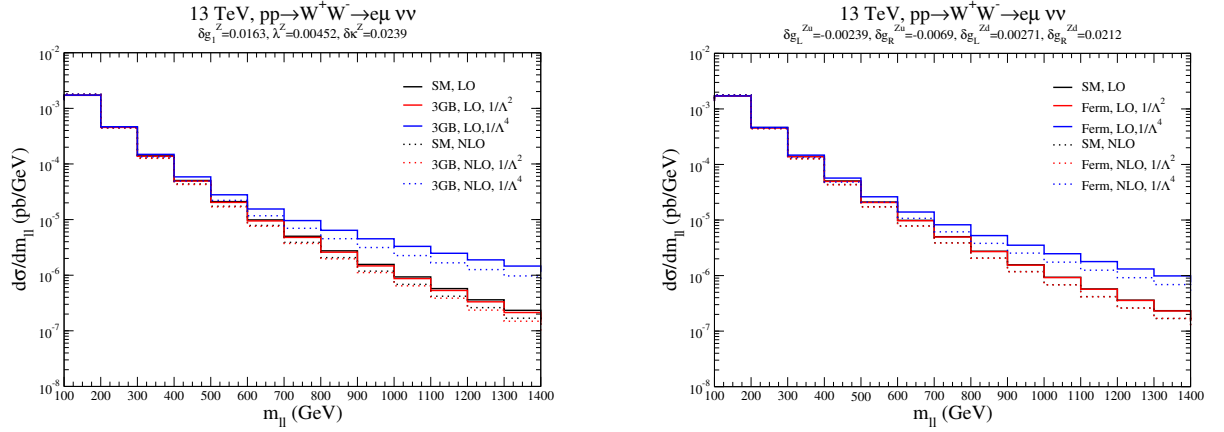 13 TeV, pp→W⁺W⁻→eμ νν
δg₁ᶻ=0.0163, λᶻ=0.00452, δκᶻ=0.0239
dσ/dm_ll (pb/GeV)
10⁻²
10⁻³
10⁻⁴
10⁻⁵
10⁻⁶
10⁻⁷
10⁻⁸
SM, LO
3GB, LO, 1/Λ²
3GB, LO,1/Λ⁴
SM, NLO
3GB, NLO, 1/Λ²
3GB, NLO, 1/Λ⁴
100 200 300 400 500 600 700 800 900 1000 1100 1200 1300 1400
m_ll (GeV)
13 TeV, pp→W⁺W⁻→eμ νν
δg_L^Zu=-0.00239, δg_R^Zu=-0.0069, δg_L^Zd=0.00271, δg_R^Zd=0.0212
dσ/dm_ll (pb/GeV)
10⁻²
10⁻³
10⁻⁴
10⁻⁵
10⁻⁶
10⁻⁷
10⁻⁸
SM, LO
Ferm, LO, 1/Λ²
Ferm, LO,1/Λ⁴
SM, NLO
Ferm, NLO, 1/Λ²
Ferm, NLO, 1/Λ⁴
100 200 300 400 500 600 700 800 900 1000 1100 1200 1300 1400
m_ll (GeV)